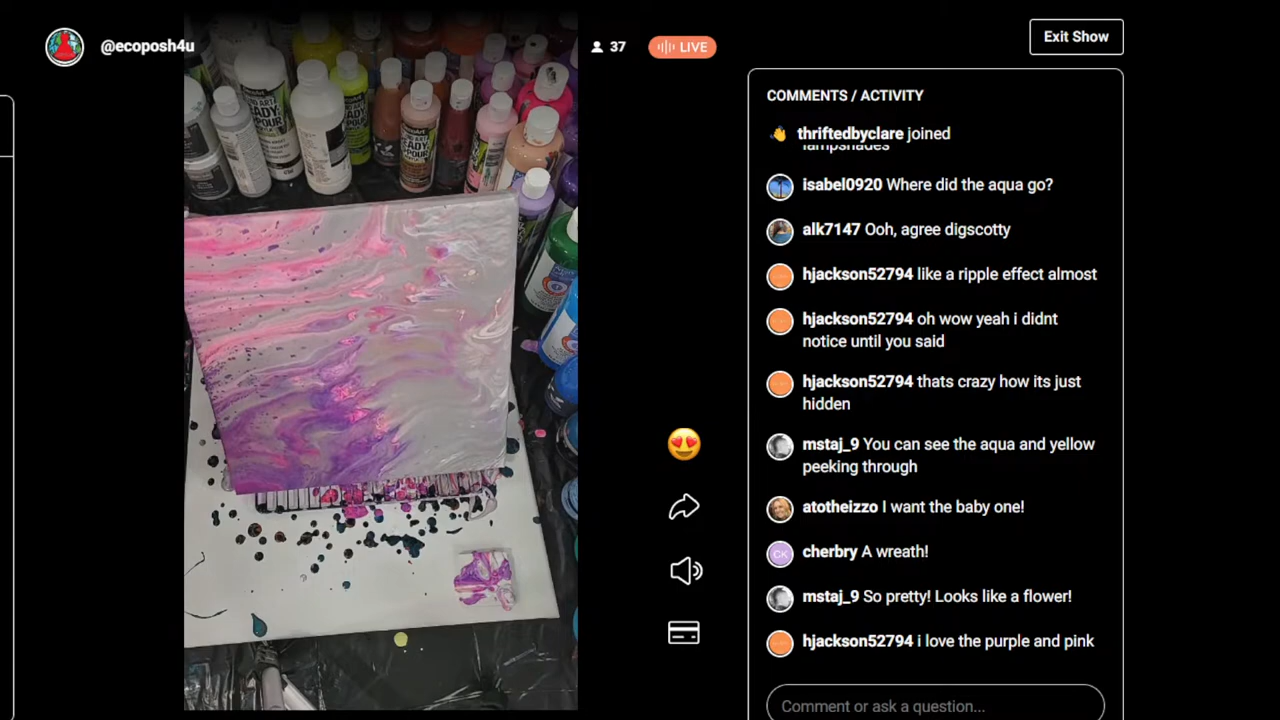 @ecoposh4u
37
LIVE
Exit Show
COMMENTS / ACTIVITY
thriftedbyclare joined
lampshades
isabel0920 Where did the aqua go?
alk7147 Ooh, agree digscotty
hjackson52794 like a ripple effect almost
hjackson52794 oh wow yeah i didnt
notice until you said
hjackson52794 thats crazy how its just
hidden
mstaj_9 You can see the aqua and yellow
peeking through
atotheizzo I want the baby one!
CK
cherbry A wreath!
mstaj_9 So pretty! Looks like a flower!
hjackson52794 i love the purple and pink
Comment or ask a question...